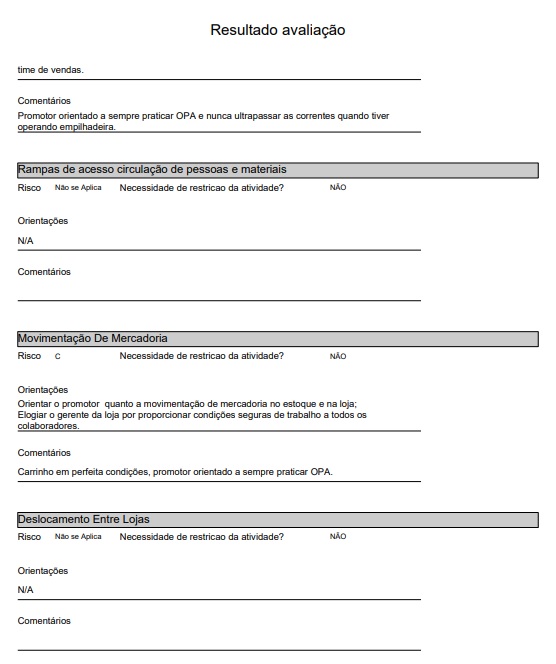 Resultado avaliação
time de vendas.
Comentários
Promotor orientado a sempre praticar OPA e nunca ultrapassar as correntes quando tiver
operando empilhadeira.
Rampas de acesso circulação de pessoas e materiais
Risco Não se Aplica Necessidade de restricao da atividade? NÃO
Orientações
N/A
Comentários
Movimentação De Mercadoria
Risco C Necessidade de restricao da atividade? NÃO
Orientações
Orientar o promotor quanto a movimentação de mercadoria no estoque e na loja;
Elogiar o gerente da loja por proporcionar condições seguras de trabalho a todos os
colaboradores.
Comentários
Carrinho em perfeita condições, promotor orientado a sempre praticar OPA.
Deslocamento Entre Lojas
Risco Não se Aplica Necessidade de restricao da atividade? NÃO
Orientações
N/A
Comentários